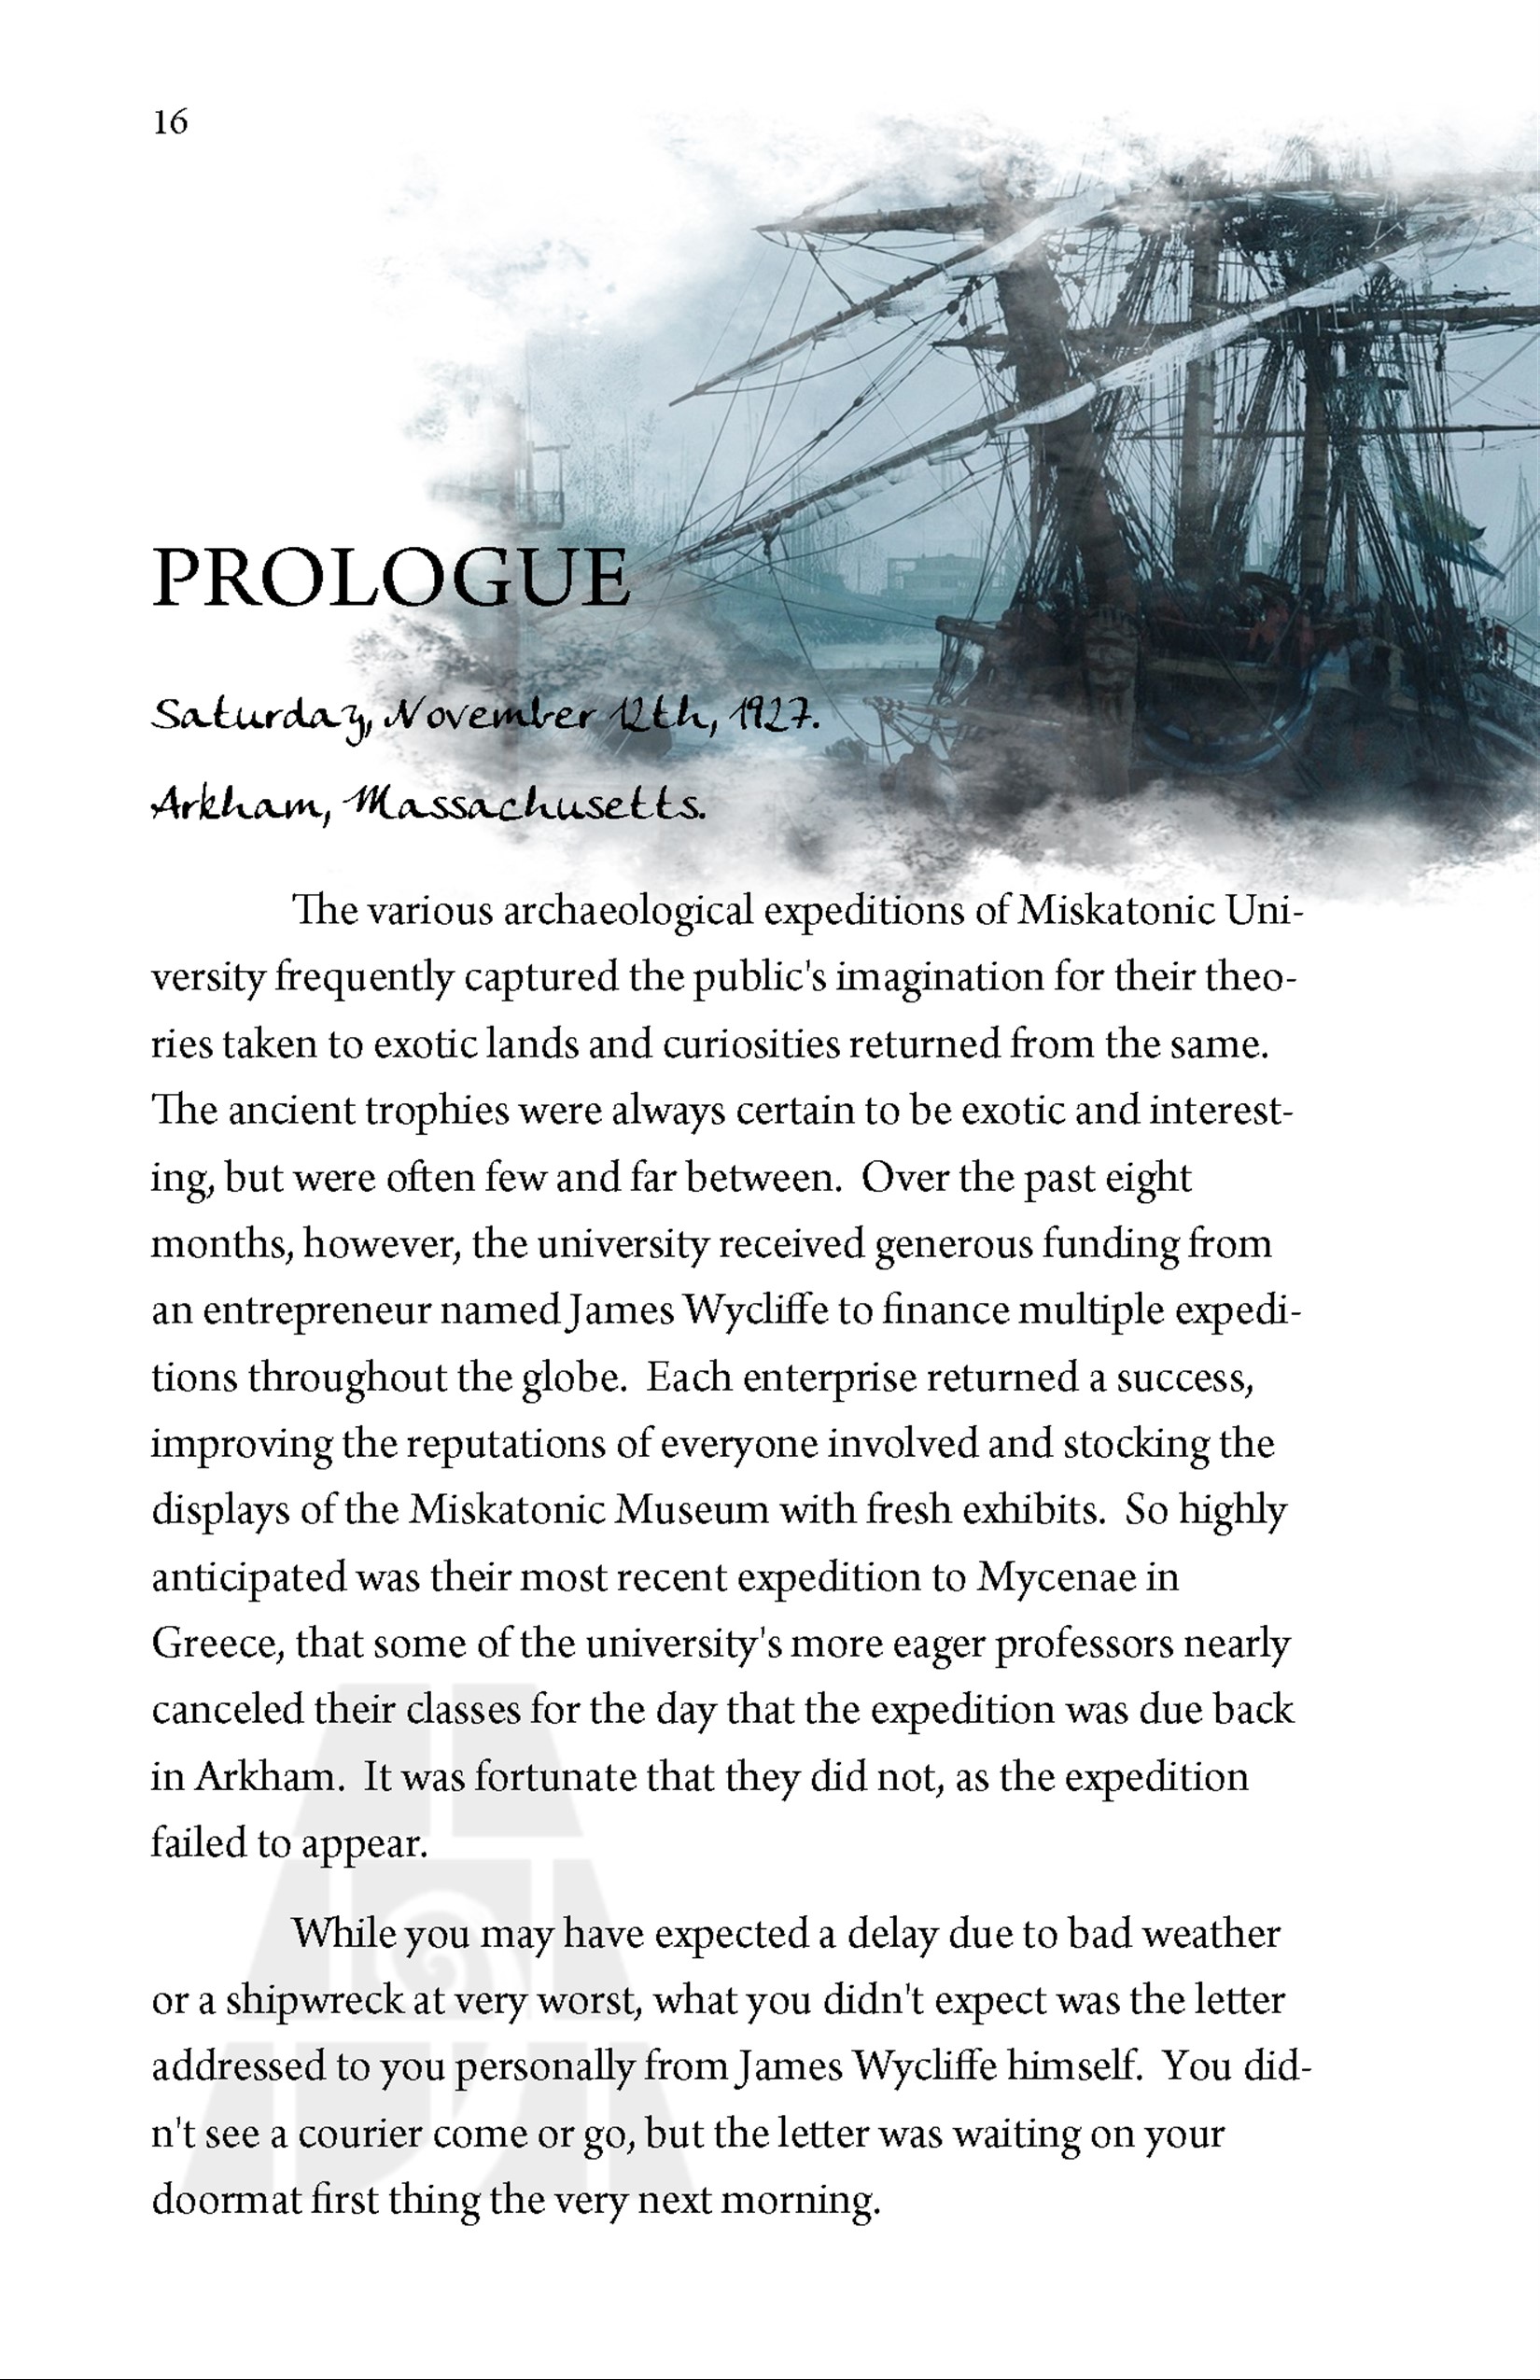 16
PROLOGUE
Saturday, November 12th, 1927.
Arkham, Massachusetts.
The various archaeological expeditions of Miskatonic Uni-
versity frequently captured the public's imagination for their theo-
ries taken to exotic lands and curiosities returned from the same.
The ancient trophies were always certain to be exotic and interest-
ing, but were often few and far between.  Over the past eight
months, however, the university received generous funding from
an entrepreneur named James Wycliffe to finance multiple expedi-
tions throughout the globe.  Each enterprise returned a success,
improving the reputations of everyone involved and stocking the
displays of the Miskatonic Museum with fresh exhibits.  So highly
anticipated was their most recent expedition to Mycenae in
Greece, that some of the university's more eager professors nearly
canceled their classes for the day that the expedition was due back
in Arkham.  It was fortunate that they did not, as the expedition
failed to appear.
While you may have expected a delay due to bad weather
or a shipwreck at very worst, what you didn't expect was the letter
addressed to you personally from James Wycliffe himself.  You did-
n't see a courier come or go, but the letter was waiting on your
doormat first thing the very next morning.